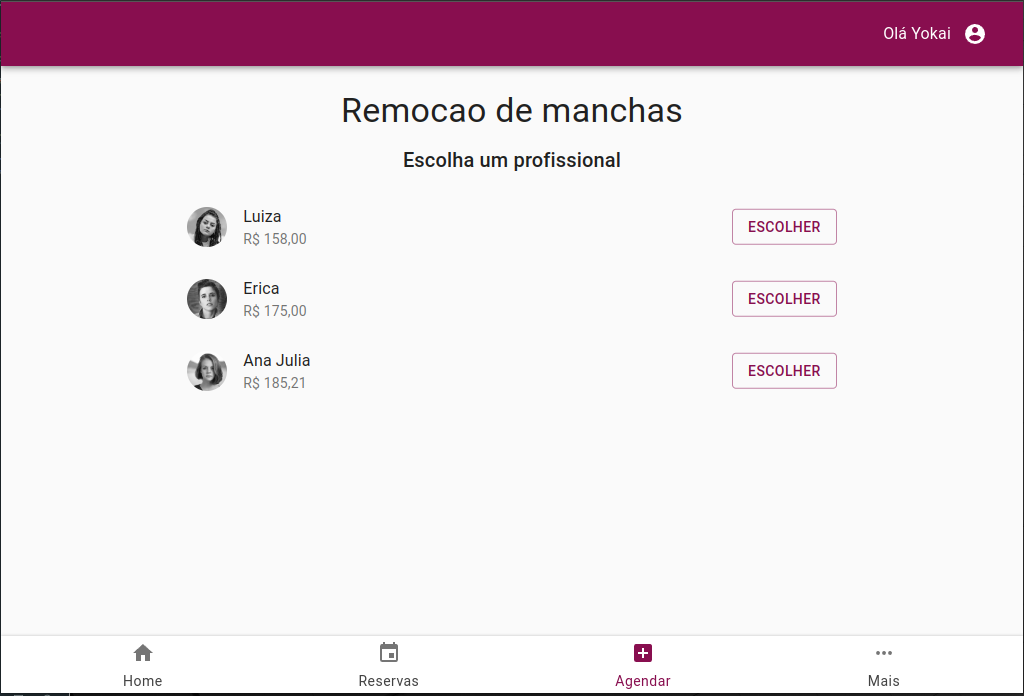 Olá Yokai
Remocao de manchas
Escolha um profissional
Luiza
R$ 158,00
ESCOLHER
Erica
R$ 175,00
ESCOLHER
Ana Julia
R$ 185,21
ESCOLHER
Home
Reservas
Agendar
Mais